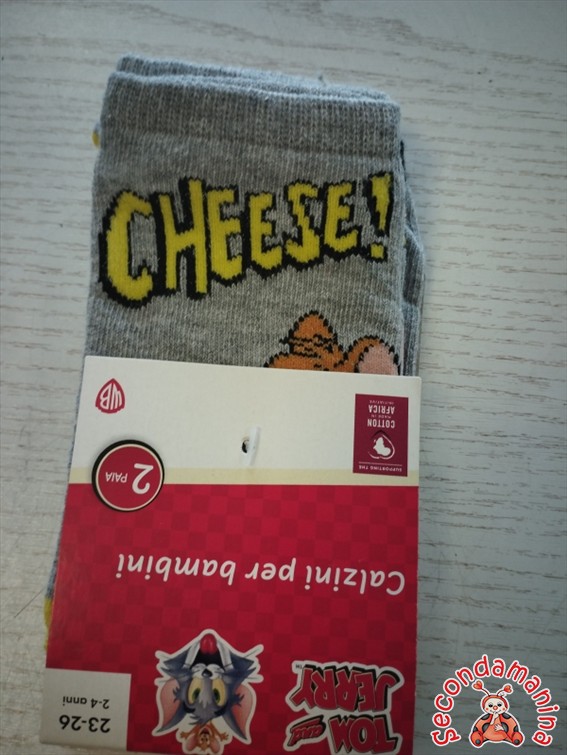 CHEESE!
WB
SUPPORTING THE
COTTON
MADE IN
AFRICA
INITIATIVE
2
PAIA
Calzini per bambini
TOM AND
JERRY
™
23-26
2-4 anni
Secondamanina